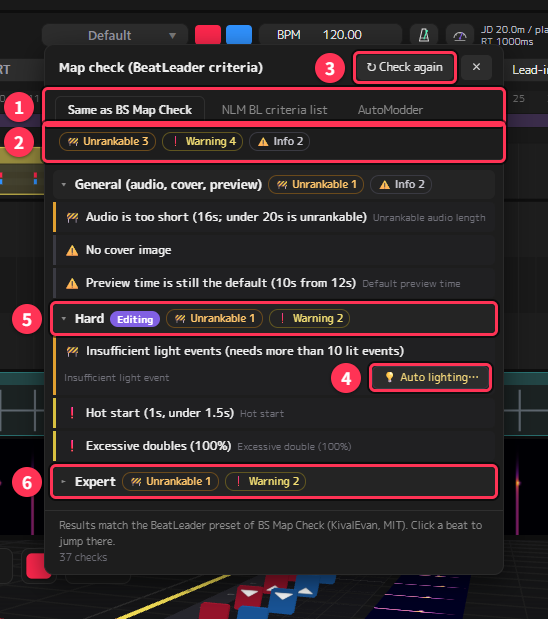 Default
BPM 120.00
JD 20.0m / pla
RT 1000ms
RT
Map check (BeatLeader criteria)
3
↻ Check again
×
Lead-in
11
25
1
Same as BS Map Check
NLM BL criteria list
AutoModder
2
Unrankable 3
Warning 4
Info 2
General (audio, cover, preview)
Unrankable 1
Info 2
Audio is too short (16s; under 20s is unrankable) Unrankable audio length
No cover image
Preview time is still the default (10s from 12s) Default preview time
5
Hard
Editing
Unrankable 1
Warning 2
Insufficient light events (needs more than 10 lit events)
Insufficient light event
4
Auto lighting···
Hot start (1s, under 1.5s) Hot start
Excessive doubles (100%) Excessive double (100%)
6
Expert
Unrankable 1
Warning 2
Results match the BeatLeader preset of BS Map Check (KivalEvan, MIT). Click a beat to
jump there.
37 checks